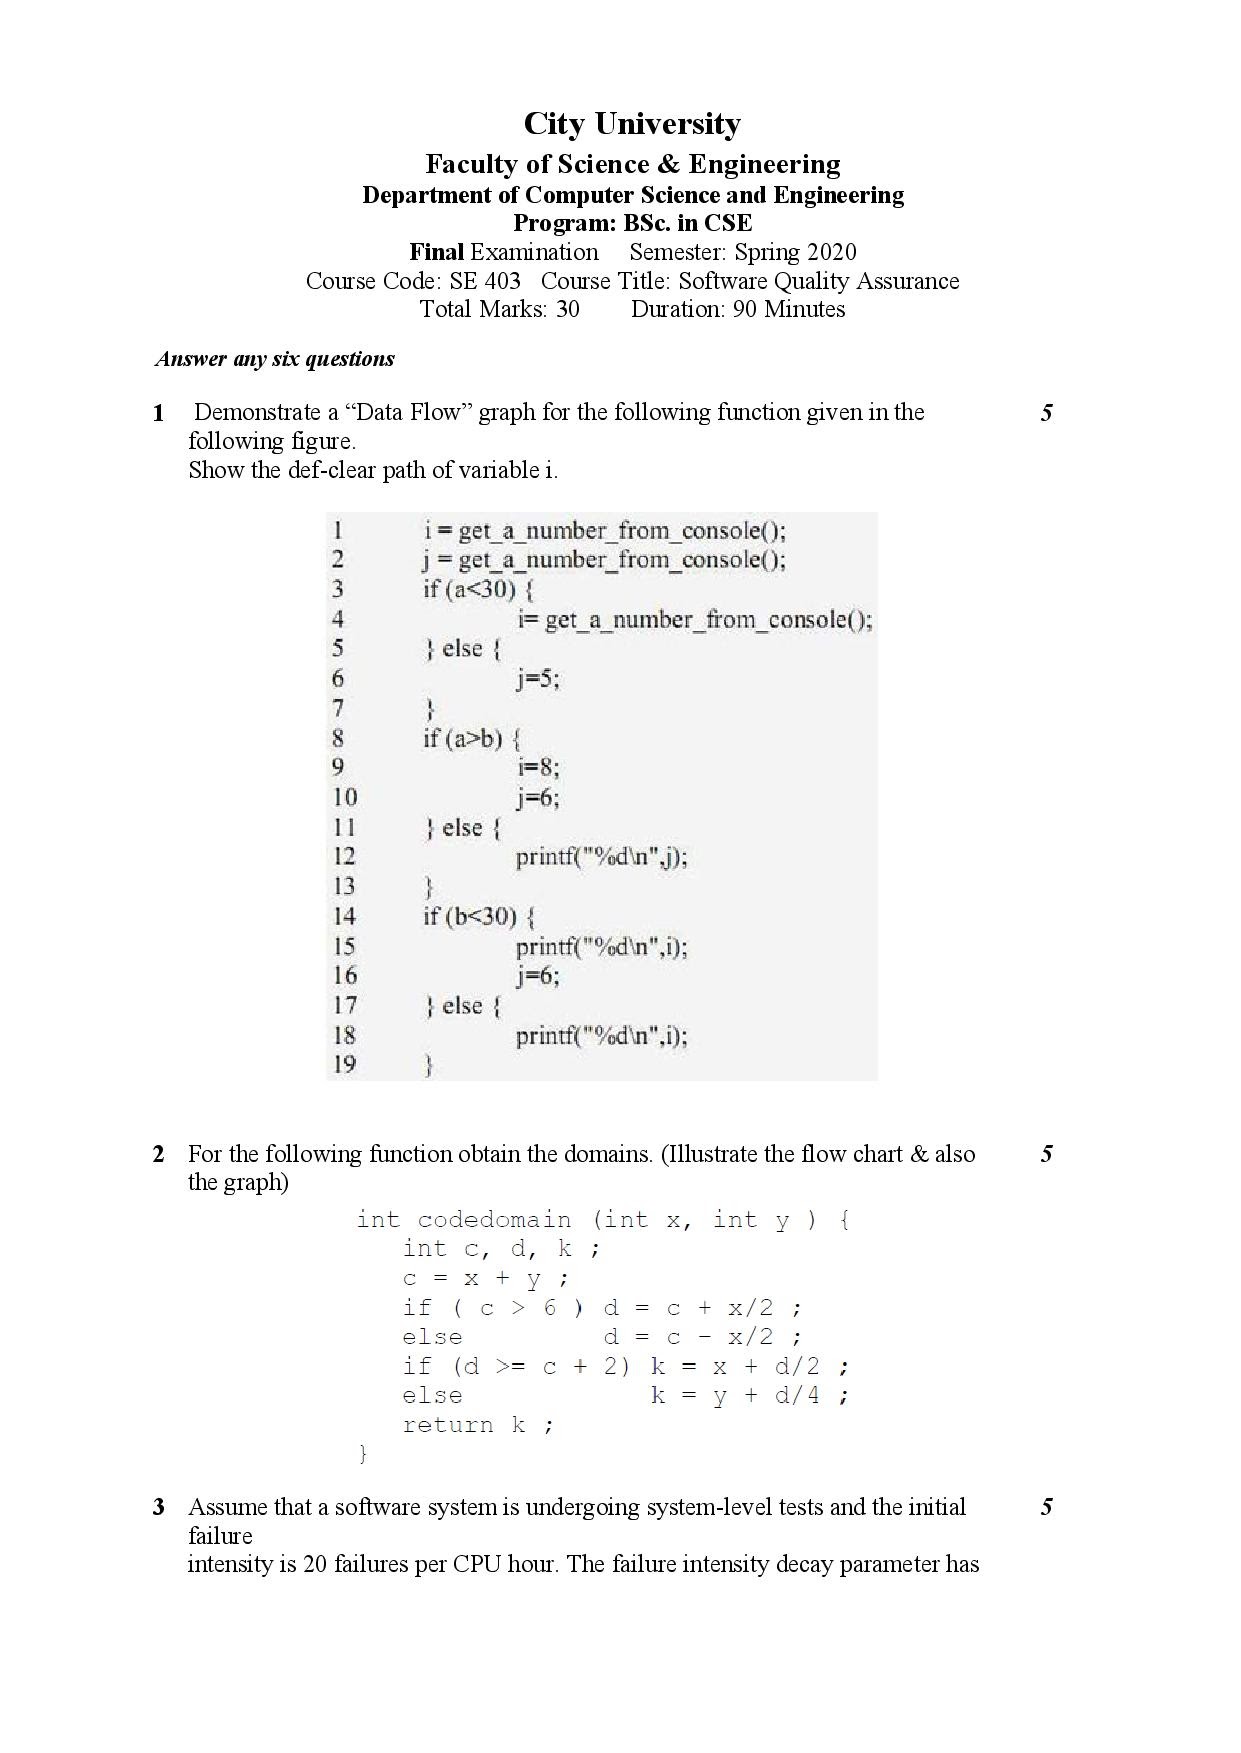 City University
Faculty of Science & Engineering
Department of Computer Science and Engineering
Program: BSc. in CSE
Final Examination Semester: Spring 2020
Course Code: SE 403 Course Title: Software Quality Assurance
Total Marks: 30 Duration: 90 Minutes
Answer any six questions
1 Demonstrate a “Data Flow” graph for the following function given in the 5
following figure.
Show the def-clear path of variable i.
1 i = get_a_number_from_console();
2 j = get_a_number_from_console();
3 if (a<30) {
4 i= get_a_number_from_console();
5 } else {
6 j=5;
7 }
8 if (a>b) {
9 i=8;
10 j=6;
11 } else {
12 printf("%d\n",j);
13 }
14 if (b<30) {
15 printf("%d\n",i);
16 j=6;
17 } else {
18 printf("%d\n",i);
19 }
2 For the following function obtain the domains. (Illustrate the flow chart & also 5
the graph)
int codedomain (int x, int y ) {
int c, d, k ;
c = x + y ;
if ( c > 6 ) d = c + x/2 ;
else d = c - x/2 ;
if (d >= c + 2) k = x + d/2 ;
else k = y + d/4 ;
return k ;
}
3 Assume that a software system is undergoing system-level tests and the initial 5
failure
intensity is 20 failures per CPU hour. The failure intensity decay parameter has